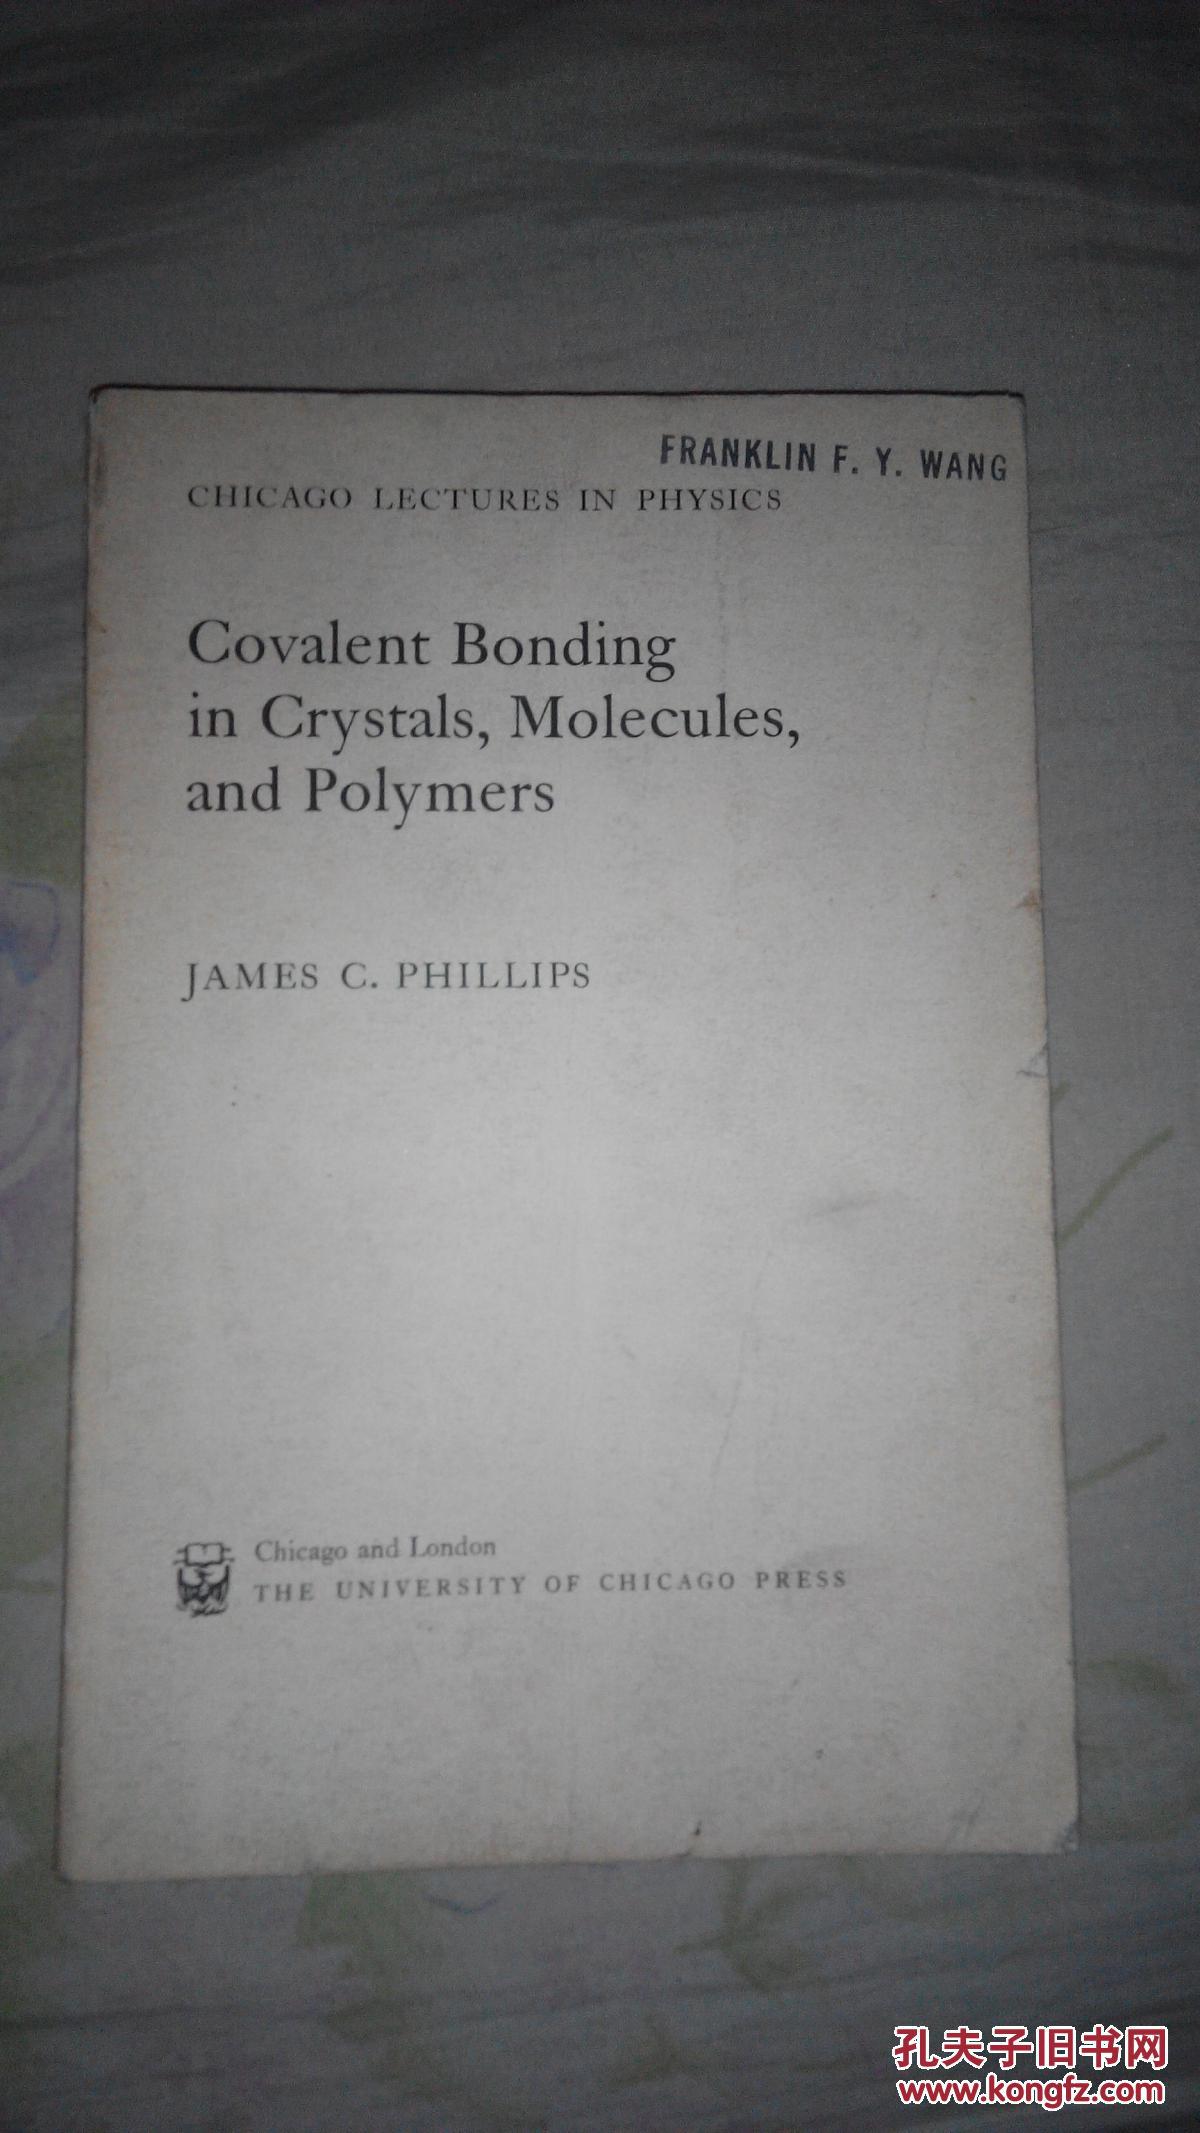 FRANKLIN F. Y. WANG
CHICAGO LECTURES IN PHYSICS
Covalent Bonding
in Crystals, Molecules,
and Polymers
JAMES C. PHILLIPS
Chicago and London
THE UNIVERSITY OF CHICAGO PRESS
孔夫子旧书网
www.kongfz.com